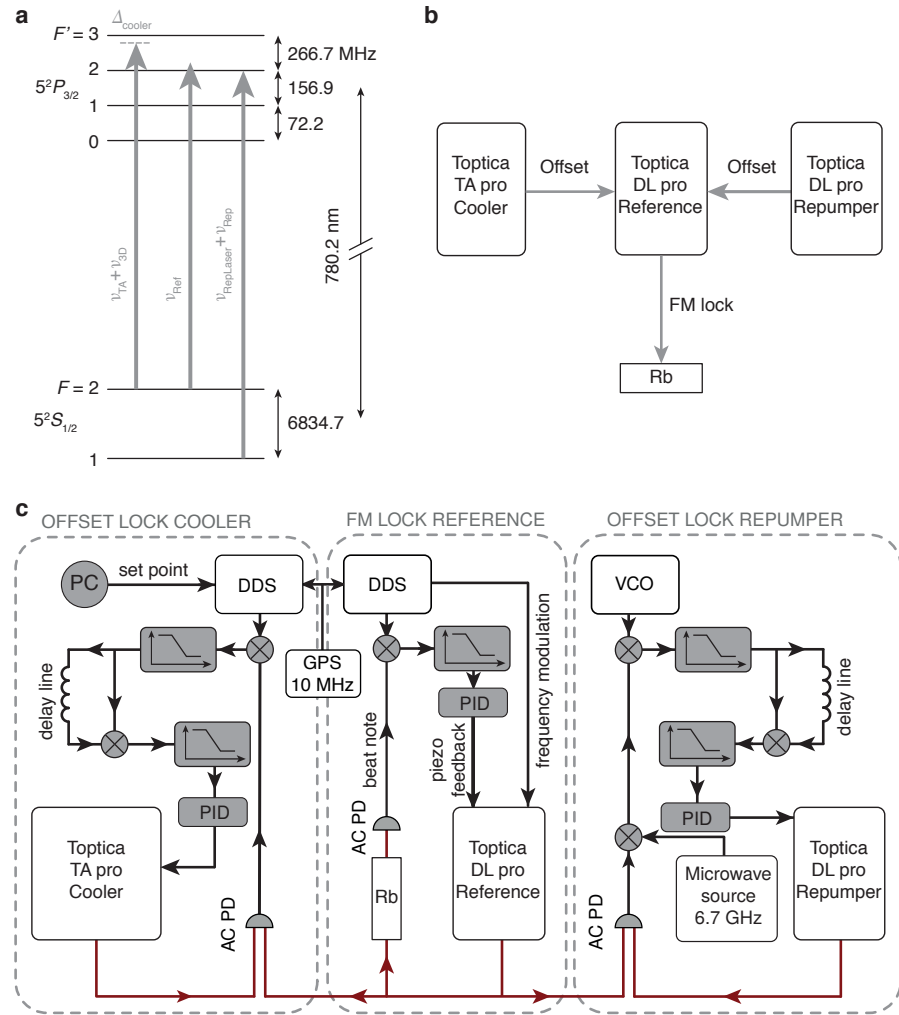 a
Δcooler
F' = 3
266.7 MHz
2
5²P3/2
156.9
1
72.2
0
νTA + ν3D
νRef
νRepLaser + νRep
780.2 nm
F = 2
5²S1/2
6834.7
1
b
Toptica
TA pro
Cooler
Offset
Toptica
DL pro
Reference
Offset
Toptica
DL pro
Repumper
FM lock
Rb
c
OFFSET LOCK COOLER
FM LOCK REFERENCE
OFFSET LOCK REPUMPER
PC
set point
DDS
DDS
VCO
GPS
10 MHz
delay line
PID
Toptica
TA pro
Cooler
AC PD
beat note
PID
piezo
feedback
frequency modulation
AC PD
Rb
Toptica
DL pro
Reference
delay line
PID
Microwave
source
6.7 GHz
AC PD
Toptica
DL pro
Repumper